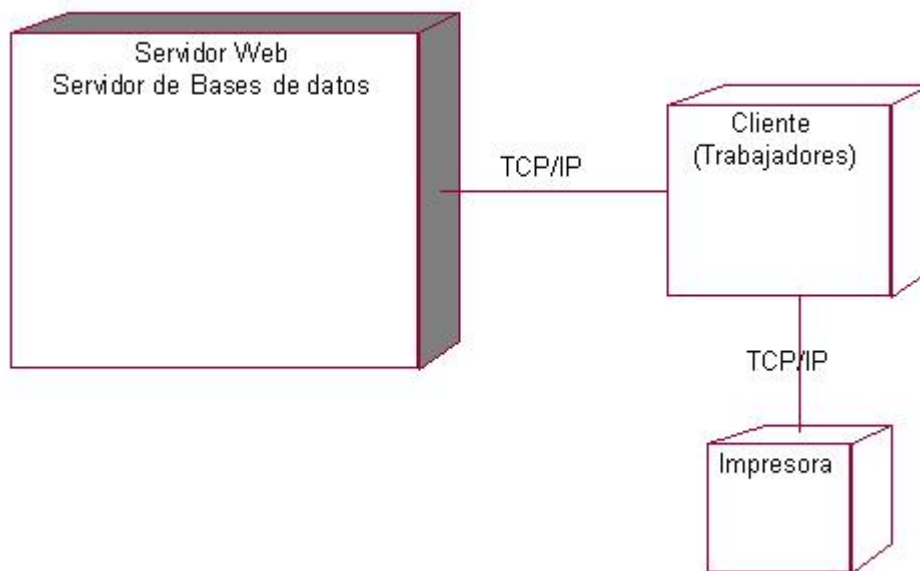 Servidor Web
Servidor de Bases de datos
TCP/IP
Cliente
(Trabajadores)
TCP/IP
Impresora